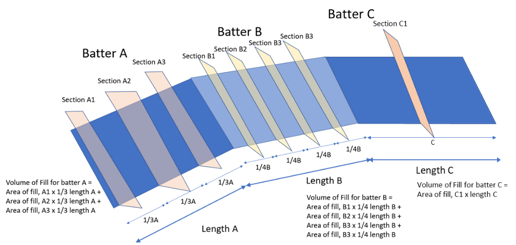 Batter A
Batter B
Batter C
Section A1
Section A2
Section A3
Section B1
Section B2
Section B3
Section B3
Section C1
1/3A
1/3A
1/3A
1/4B
1/4B
1/4B
1/4B
C
Length A
Length B
Length C
Volume of Fill for batter A =
Area of fill, A1 x 1/3 length A +
Area of fill, A2 x 1/3 length A +
Area of fill, A3 x 1/3 length A
Volume of Fill for batter B =
Area of fill, B1 x 1/4 length B +
Area of fill, B2 x 1/4 length B +
Area of fill, B3 x 1/4 length B +
Area of fill, B3 x 1/4 length B
Volume of Fill for batter C =
Area of fill, C1 x length C